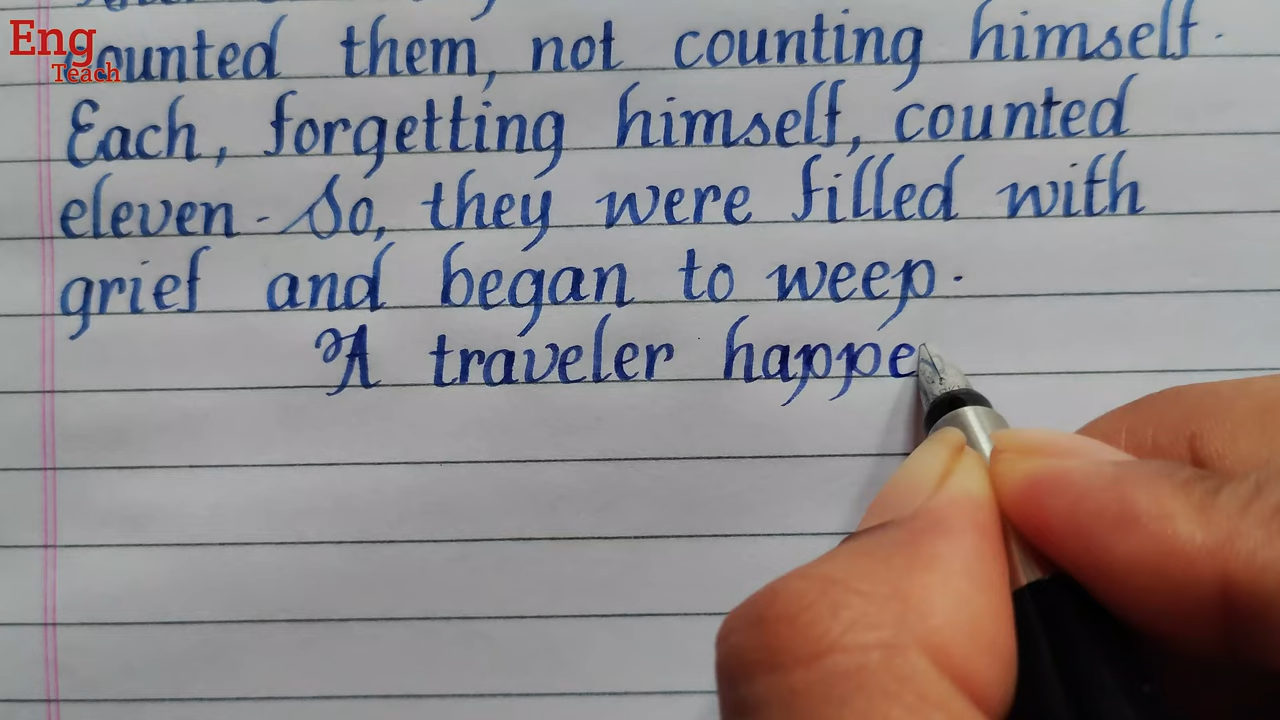 Eng
Teach
counted them, not counting himself.
Each, forgetting himself, counted
eleven. So, they were filled with
grief and began to weep.
A traveler happe